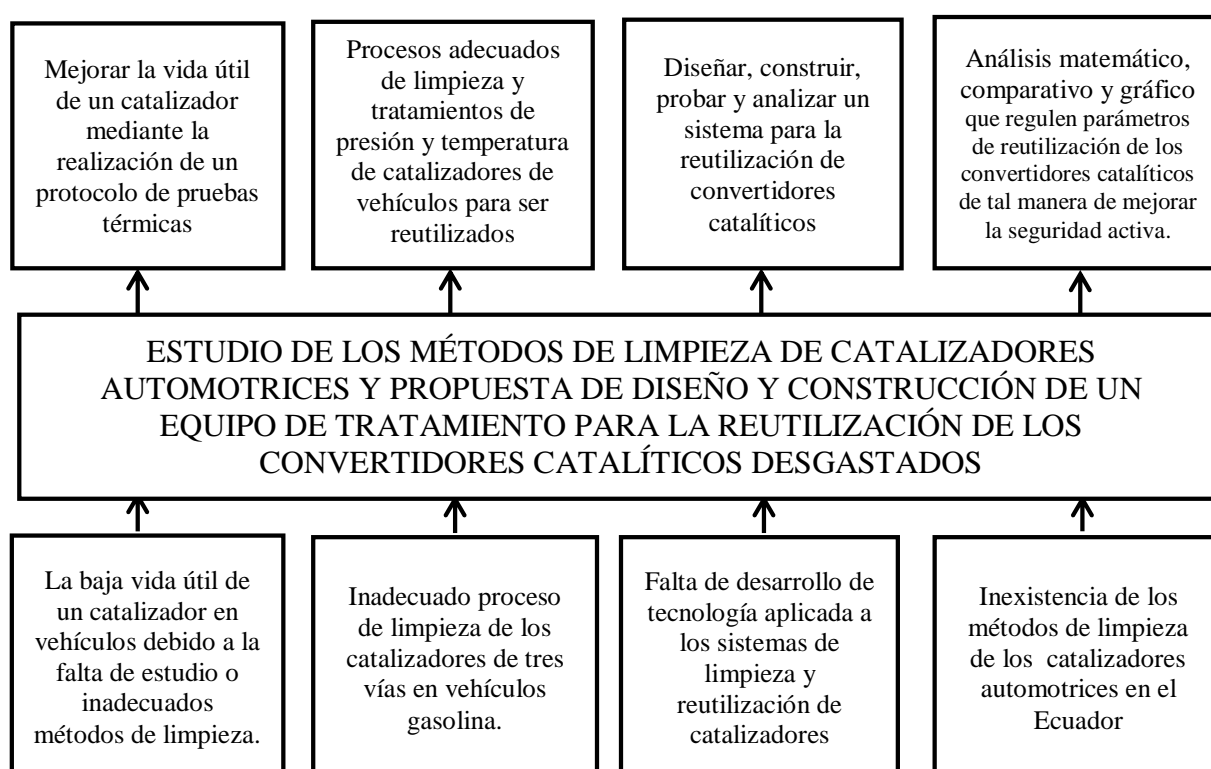 Mejorar la vida útil
de un catalizador
mediante la
realización de un
protocolo de pruebas
térmicas
Procesos adecuados
de limpieza y
tratamientos de
presión y temperatura
de catalizadores de
vehículos para ser
reutilizados
Diseñar, construir,
probar y analizar un
sistema para la
reutilización de
convertidores
catalíticos
Análisis matemático,
comparativo y gráfico
que regulen parámetros
de reutilización de los
convertidores catalíticos
de tal manera de mejorar
la seguridad activa.
ESTUDIO DE LOS MÉTODOS DE LIMPIEZA DE CATALIZADORES
AUTOMOTRICES Y PROPUESTA DE DISEÑO Y CONSTRUCCIÓN DE UN
EQUIPO DE TRATAMIENTO PARA LA REUTILIZACIÓN DE LOS
CONVERTIDORES CATALÍTICOS DESGASTADOS
La baja vida útil de
un catalizador en
vehículos debido a la
falta de estudio o
inadecuados
métodos de limpieza.
Inadecuado proceso
de limpieza de los
catalizadores de tres
vías en vehículos
gasolina.
Falta de desarrollo de
tecnología aplicada a
los sistemas de
limpieza y
reutilización de
catalizadores
Inexistencia de los
métodos de limpieza
de los catalizadores
automotrices en el
Ecuador